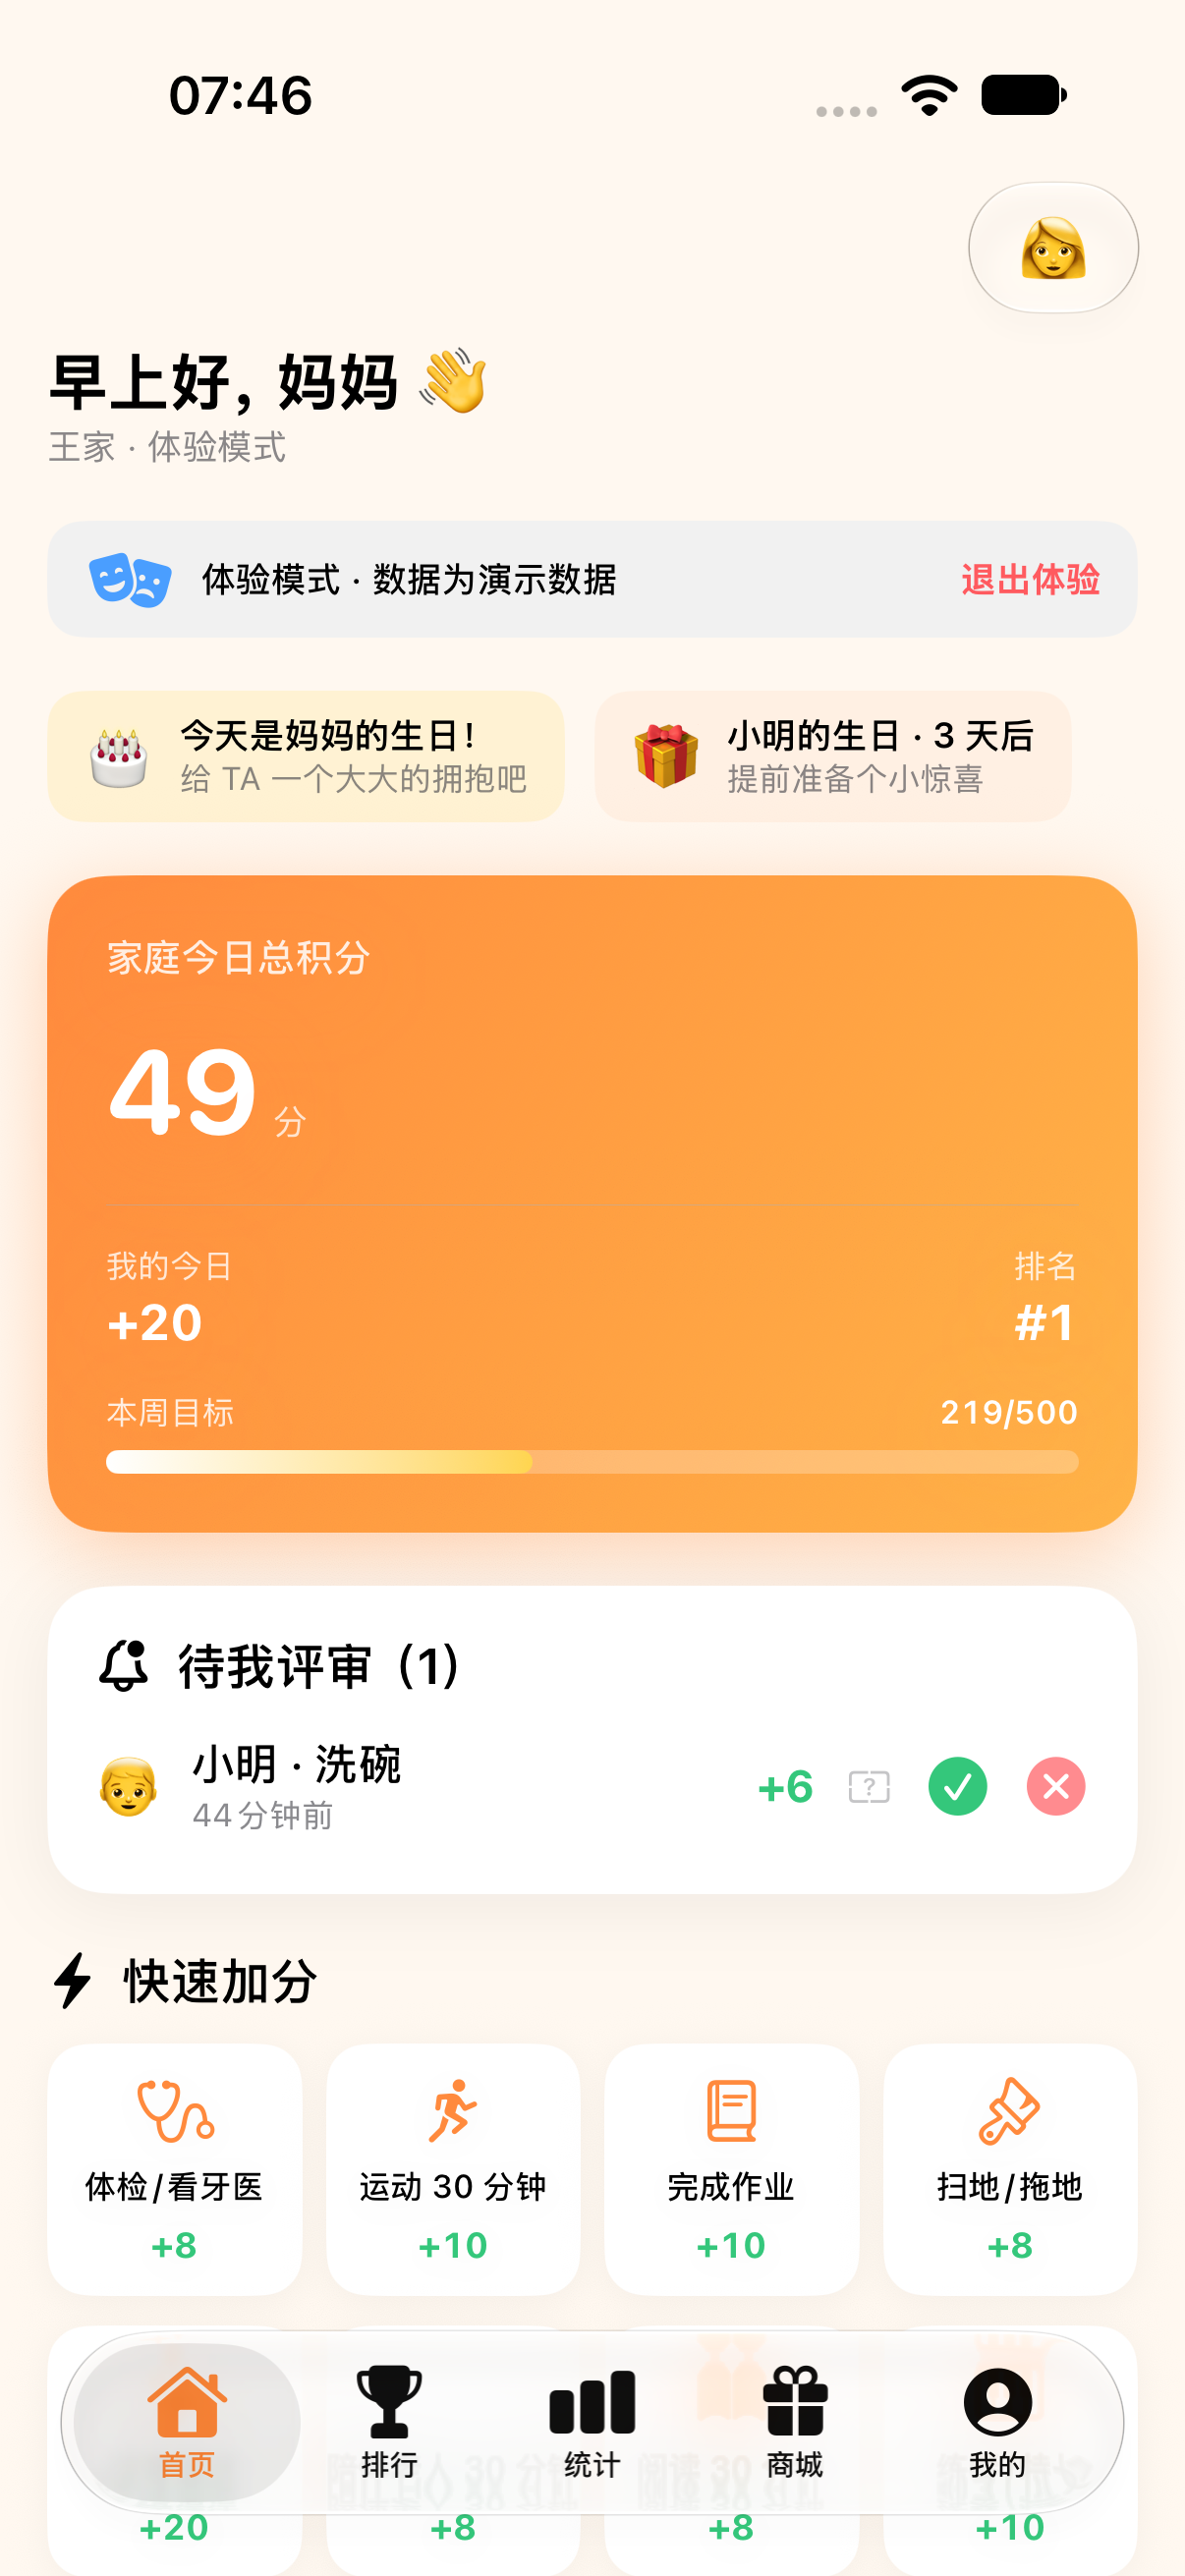 07:46
早上好，妈妈 👋
王家 · 体验模式
体验模式 · 数据为演示数据
退出体验
今天是妈妈的生日！
给 TA 一个大大的拥抱吧
小明的生日 · 3 天后
提前准备个小惊喜
家庭今日总积分
49 分
我的今日
排名
+20
#1
本周目标
219/500
待我评审（1）
小明 · 洗碗
44 分钟前
+6
?
快速加分
体检/看牙医
运动 30 分钟
完成作业
扫地/拖地
+8
+10
+10
+8
首页
排行
统计
商城
我的
+20
+8
+8
+10